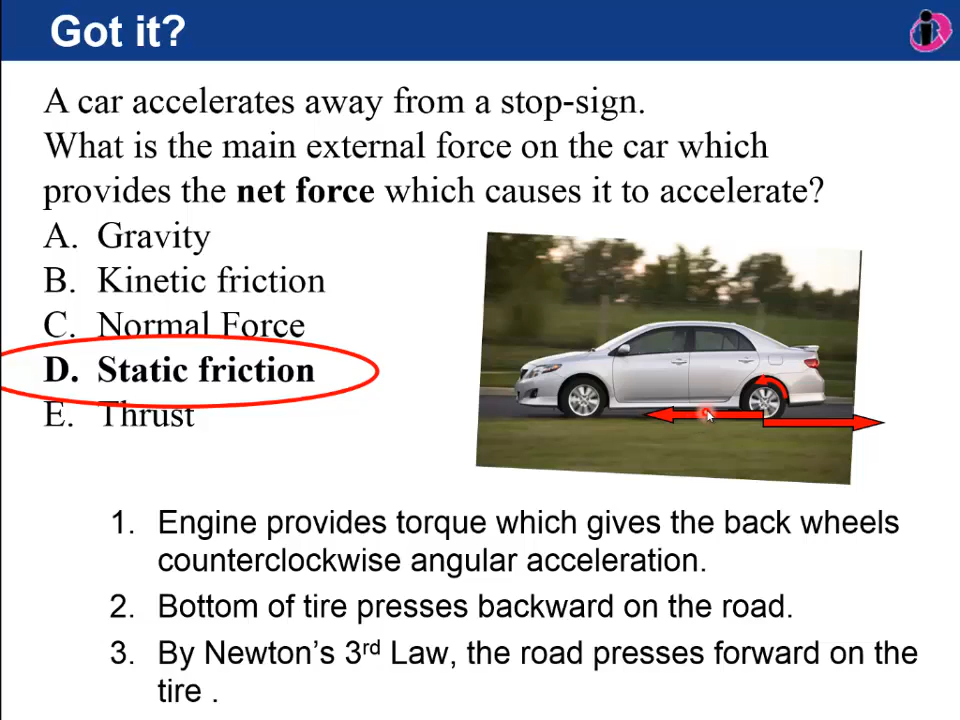 Got it?
A car accelerates away from a stop-sign.
What is the main external force on the car which
provides the net force which causes it to accelerate?
A. Gravity
B. Kinetic friction
C. Normal Force
D. Static friction
E. Thrust
1. Engine provides torque which gives the back wheels
counterclockwise angular acceleration.
2. Bottom of tire presses backward on the road.
3. By Newton's 3rd Law, the road presses forward on the
tire .